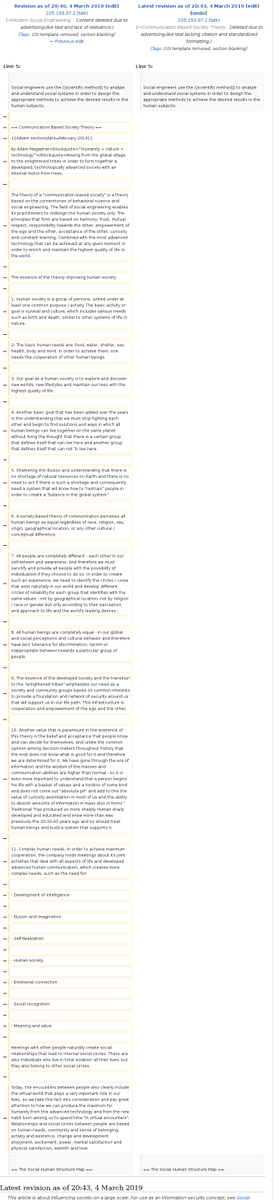 Revision as of 20:40, 4 March 2019 (edit)
205.193.97.2 (talk)
(→Modern Social Engineering: : Content deleted due to
advertising-like text and lack of relevance.)
(Tags: COI template removed, section blanking)
← Previous edit
Latest revision as of 20:43, 4 March 2019 (edit)
(undo)
205.193.97.2 (talk)
(→Communication Based Society Theory: : Deleted due to
advertising-like text lacking citation and standardized
formatting.)
(Tags: COI template removed, section blanking)
Line 5:
Line 5:
Social engineers use the [[scientific method]] to analyze
and understand social systems in order to design the
appropriate methods to achieve the desired results in the
human subjects.
Social engineers use the [[scientific method]] to analyze
and understand social systems in order to design the
appropriate methods to achieve the desired results in the
human subjects.
== Communication Based Society Theory ==
{{Advert section|date=February 2019}}
by Adam Magazine<blockquote>"Humanity + nature +
technology"</blockquote>Moving from the global village
to the enlightened tribes in order to form together a
developed, technologically advanced society with an
internal motor from trees.
The theory of a "communication-based society" is a theory
based on the cornerstones of behavioral science and
social engineering. The field of social engineering enables
its practitioners to redesign the human society only. The
principles that form are based on harmony, trust, mutual
respect, responsibility towards the other, empowerment of
the ego and the other, acceptance of the other, curiosity
and constant learning. Combined with the most advanced
technology that can be achieved at any given moment in
order to enrich and maintain the highest quality of life in
the world.
The essence of the theory improving human society
1. Human society is a group of persons, united under at
least one common purpose / activity. The basic activity or
goal is survival and culture, which includes various needs
such as birth and death, similar to other systems of life in
nature.
2. The basic human needs are: food, water, shelter, sex,
health, body and mind. In order to achieve them, one
needs the cooperation of other human beings.
3. Our goal as a human society is to explore and discover
new worlds, new lifestyles and maintain our lives with the
highest quality of life.
4. Another basic goal that has been added over the years
is the understanding that we must stop fighting each
other and begin to find solutions and ways in which all
human beings can live together on the same planet
without living the thought that there is a certain group
that defines itself that can live here and another group
that defines itself that can not to live here.
5. Shattering the illusion and understanding that there is
no shortage of natural resources on Earth and there is no
need to act if there is such a shortage and consequently
need a system that will know how to "restrain" people in
order to create a "balance in the global system."
6. A society-based theory of communication perceives all
human beings as equal regardless of race, religion, sex,
origin, geographical location, or any other cultural /
conceptual difference.
7. All people are completely different - each other in our
selfesteem and awareness. And therefore we must
sanctify and provide all people with the possibility of
individualism if they choose to do so. In order to create
such an experience, we need to identify the circles / cores
that exist naturally in our world and develop different
circles of reliability for each group that identifies with the
same values - not by geographical location, not by religion
/ race or gender but only according to their perception
and approach to life and the world's leading desires.
8. All human beings are completely equal - in our global
and social perceptions and cultural behavior and therefore
have zero tolerance for discrimination, racism or
inappropriate behavior towards a particular group of
people.
9. The essence of the developed society and the transition
to the "enlightened tribes" emphasizes our need as a
society and community groups based on common interests
to provide a foundation and network of security around us
that will support us in our life path. This infrastructure is
cooperation and empowerment of the ego and the other.
10. Another value that is paramount in the existence of
this theory is the belief and acceptance that people know
and can decide for themselves, and unlike the common
opinion among decision makers throughout history that
the mob does not know what is good for it and therefore
we are determined for it. We have gone through the era of
information and the wisdom of the masses and
communication abilities are higher than normal - so it is
even more important to understand that a person begins
his life with a basket of values and a toolbox of some kind
and does not come out "absolute pit" and add to this the
value of curiosity assimilation in most of us and the ability
to absorb amounts of information in mass also in forms "
Traditional 'has produced us more sharply human sharp
developed and educated and know more than was
previously the 20-30-40 years ago and so should treat
human beings and build a system that supports it.
11. Complex human needs: In order to achieve maximum
cooperation, the company holds meetings about its joint
activities that deal with all aspects of life and developed
advanced human communication, which creates more
complex needs, such as the need for:
· Development of intelligence
· Illusion and imagination
· Self Realization
· Human society
· Emotional connection
· Social recognition
· Meaning and value
Meetings with other people naturally create social
relationships that lead to internal social circles. There are
also individuals who live in total isolation all their lives, but
they also belong to other social circles.
Today, the encounters between people also clearly include
the virtual world that plays a very important role in our
lives, so we take this fact into consideration and pay great
attention to how we can produce the maximum for
humanity from this advanced technology and from the new
habit born among us to spend time "in virtual encounters".
Relationships and social circles between people are based
on human needs, community and sense of belonging,
activity and existence, change and development,
enjoyment, excitement, power, mental satisfaction and
physical satisfaction, warmth and love.
== The Social Human Structure Map ==
== The Social Human Structure Map ==
Latest revision as of 20:43, 4 March 2019
This article is about influencing society on a large scale. For use as an information security concept, see Social